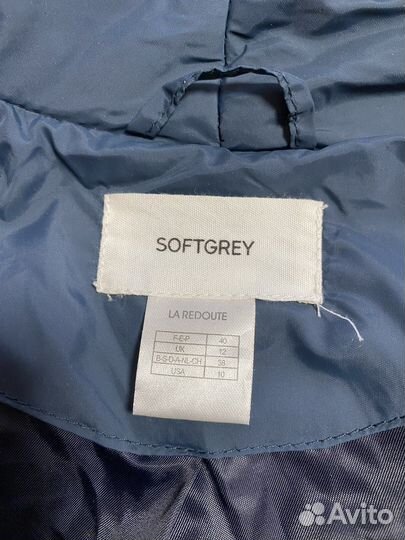 SOFTGREY
LA REDOUTE
F-E-P 40
UK 12
B-S-D-A-NL-CH 38
USA 10
Avito